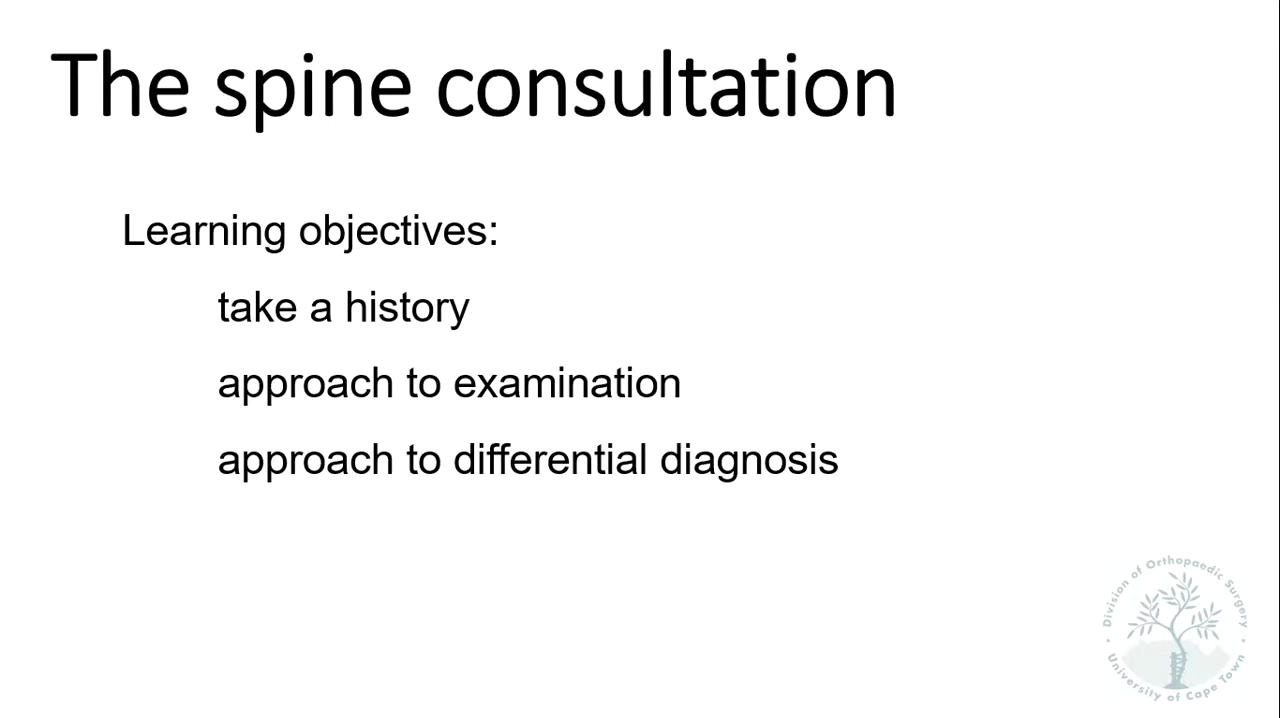 The spine consultation
Learning objectives:
take a history
approach to examination
approach to differential diagnosis
Division of Orthopaedic Surgery
University of Cape Town